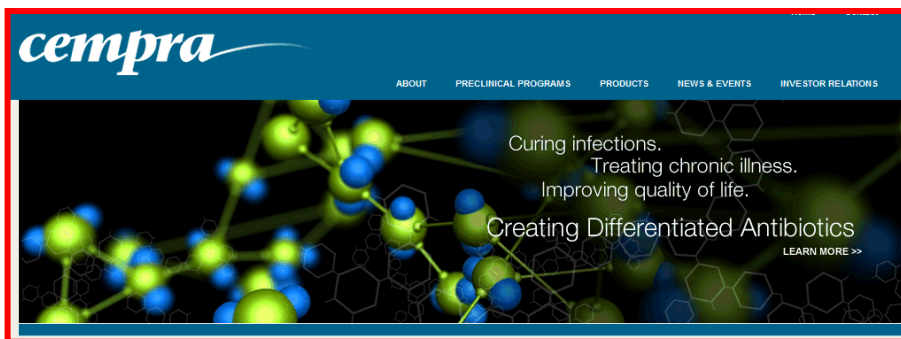 cempra
ABOUT PRECLINICAL PROGRAMS PRODUCTS NEWS & EVENTS INVESTOR RELATIONS
Curing infections.
Treating chronic illness.
Improving quality of life.
Creating Differentiated Antibiotics
LEARN MORE >>